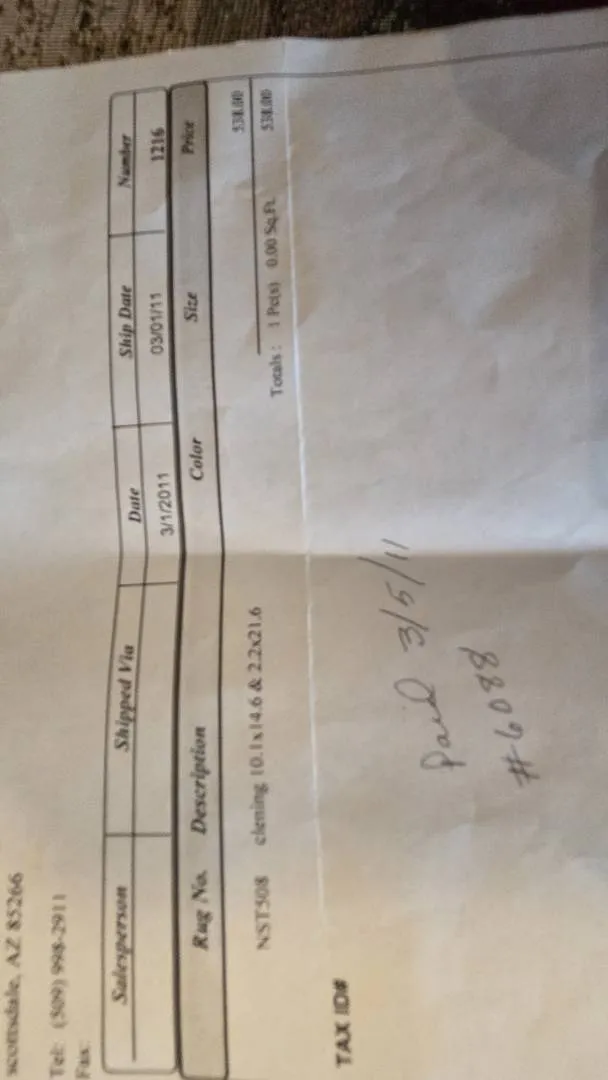 scottsdale, AZ 85266
Tel: (509) 998-2911
Fax:
Salesperson Shipped Via Date Ship Date Number
3/1/2011 03/01/11 1216
Rug No. Description Color Size Price
NST508 clening 10.1x14.6 & 2.2x21.6 538.00
Totals : 1 Pc(s) 0.00 Sq.Ft. 538.00
TAX ID#
Paid 3/5/11
#6088